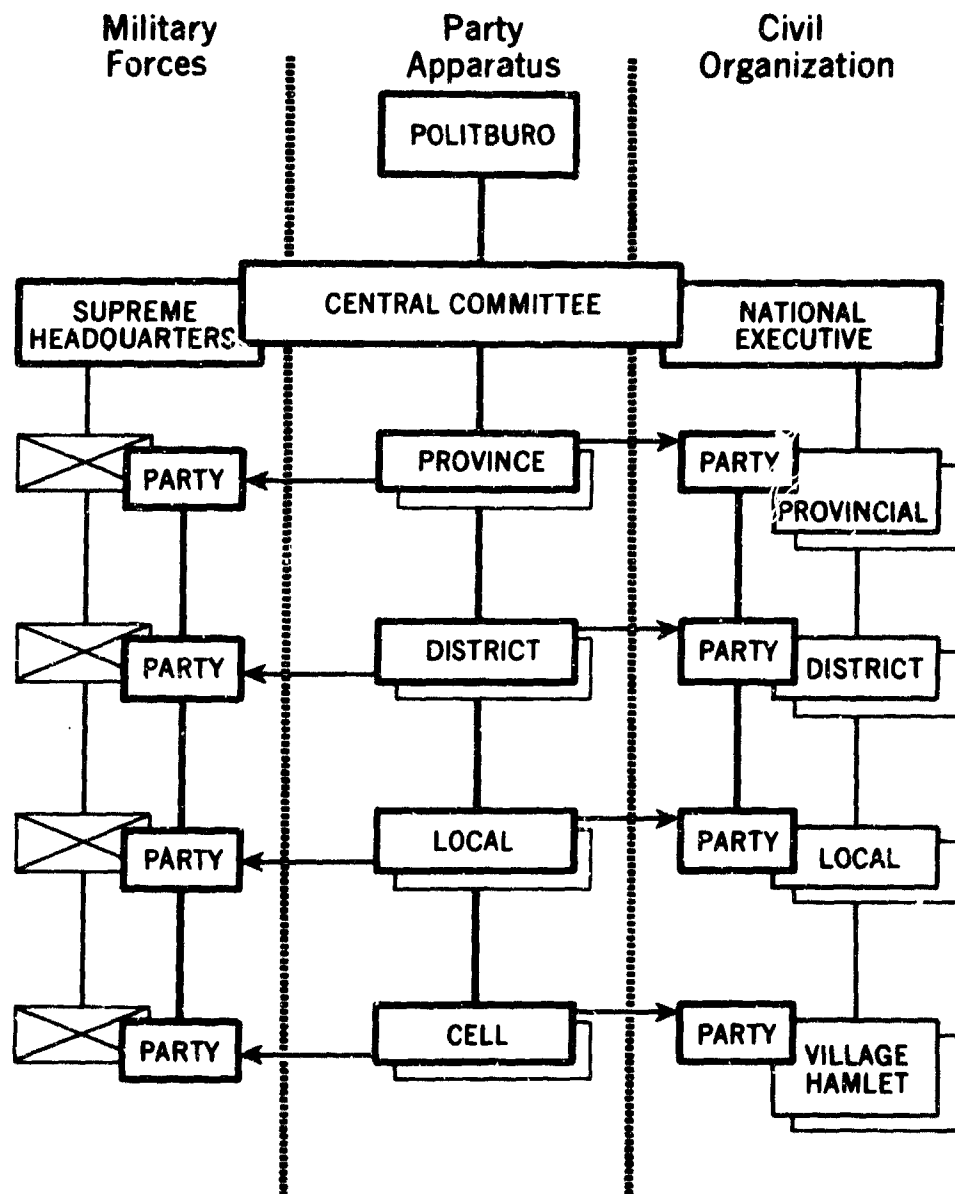 Military
Forces
Party
Apparatus
Civil
Organization
POLITBURO
SUPREME
HEADQUARTERS
CENTRAL COMMITTEE
NATIONAL
EXECUTIVE
PARTY
PROVINCE
PARTY
PROVINCIAL
PARTY
DISTRICT
PARTY
DISTRICT
PARTY
LOCAL
PARTY
LOCAL
PARTY
CELL
PARTY
VILLAGE
HAMLET